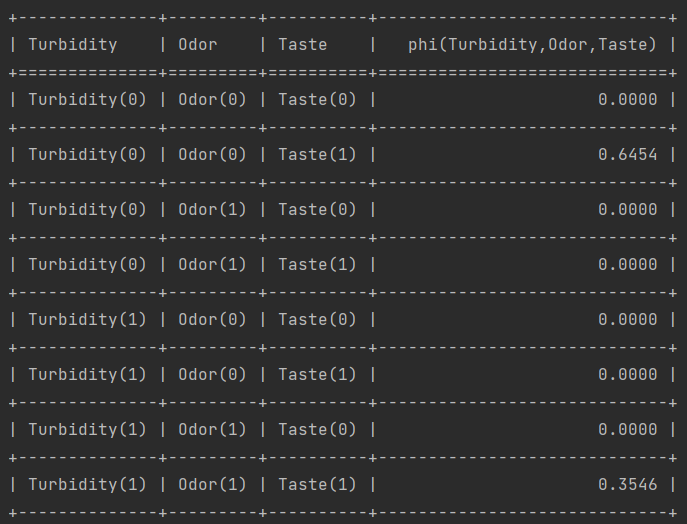 +--------------+---------+----------+-----------------------------+
| Turbidity    | Odor    | Taste    |   phi(Turbidity,Odor,Taste) |
+==============+=========+==========+=============================+
| Turbidity(0) | Odor(0) | Taste(0) |                      0.0000 |
+--------------+---------+----------+-----------------------------+
| Turbidity(0) | Odor(0) | Taste(1) |                      0.6454 |
+--------------+---------+----------+-----------------------------+
| Turbidity(0) | Odor(1) | Taste(0) |                      0.0000 |
+--------------+---------+----------+-----------------------------+
| Turbidity(0) | Odor(1) | Taste(1) |                      0.0000 |
+--------------+---------+----------+-----------------------------+
| Turbidity(1) | Odor(0) | Taste(0) |                      0.0000 |
+--------------+---------+----------+-----------------------------+
| Turbidity(1) | Odor(0) | Taste(1) |                      0.0000 |
+--------------+---------+----------+-----------------------------+
| Turbidity(1) | Odor(1) | Taste(0) |                      0.0000 |
+--------------+---------+----------+-----------------------------+
| Turbidity(1) | Odor(1) | Taste(1) |                      0.3546 |
+--------------+---------+----------+-----------------------------+